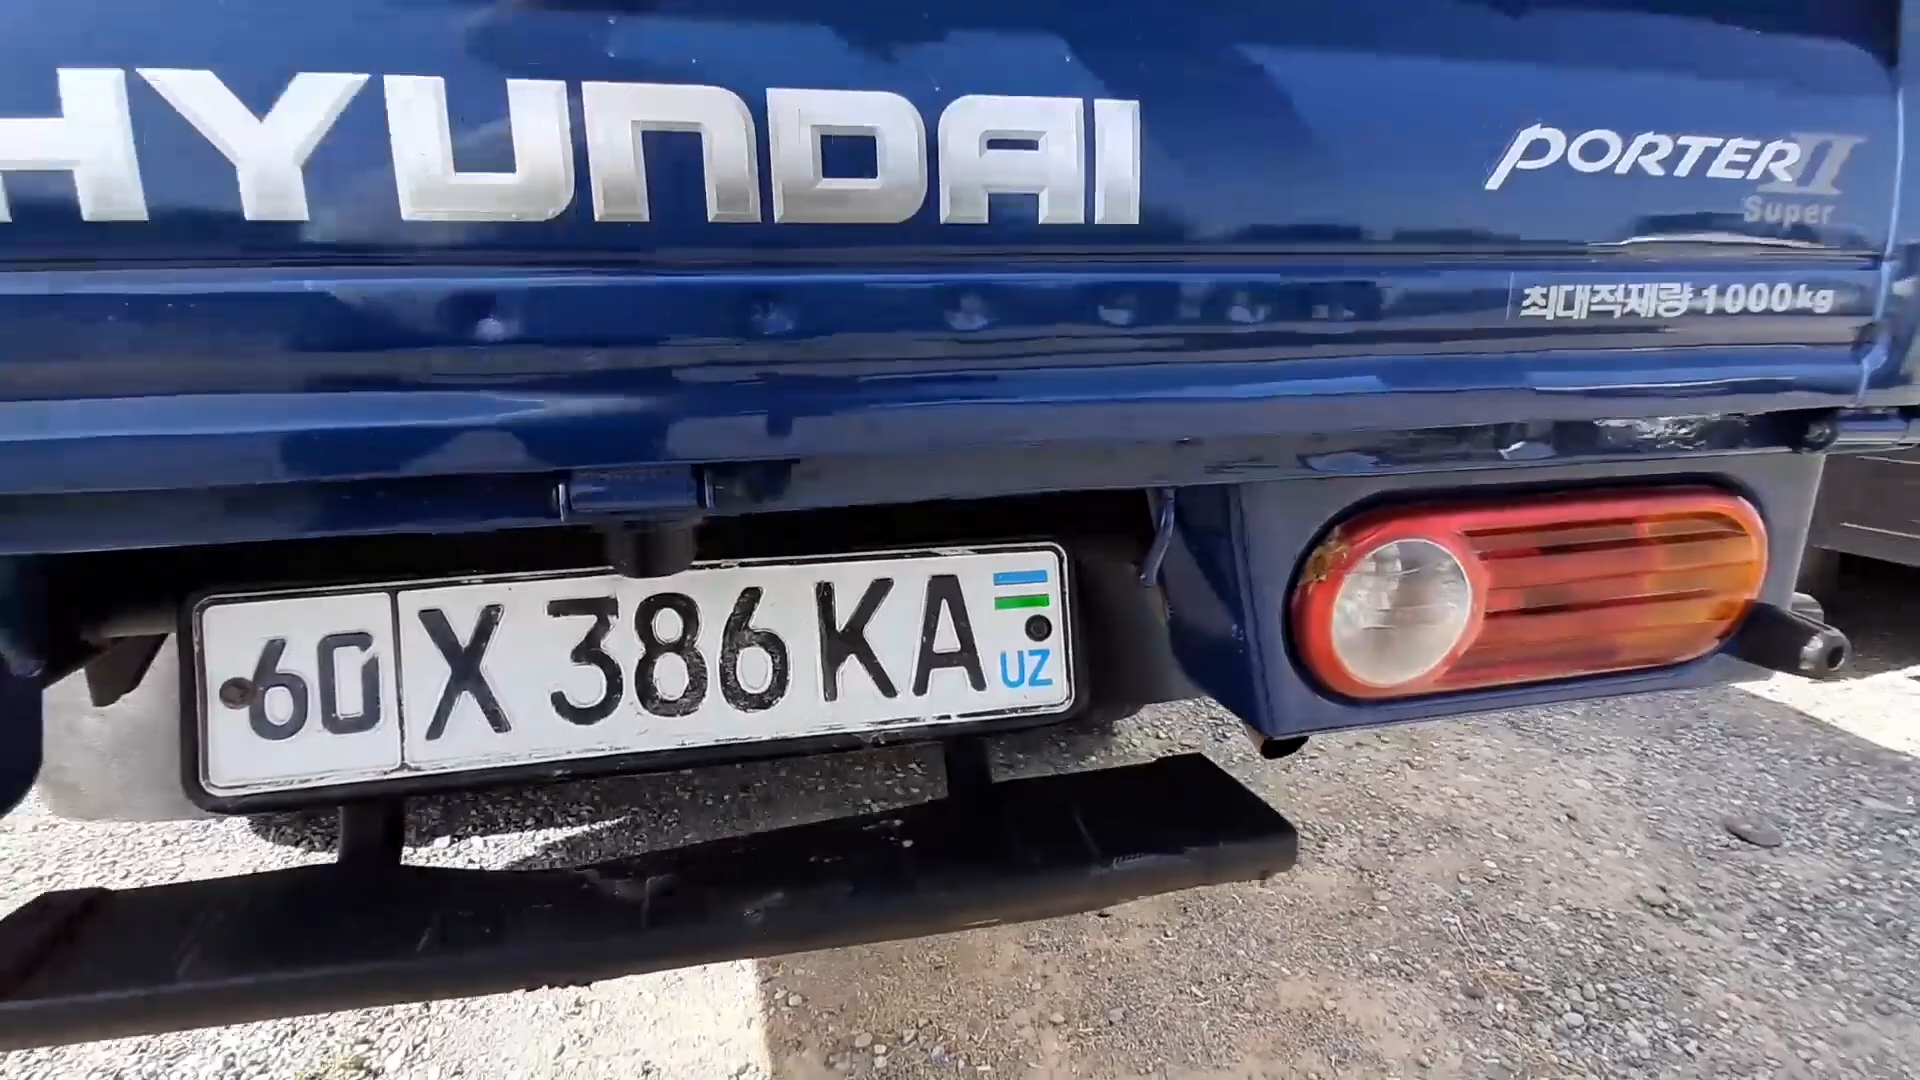 HYUNDAI
PORTER II
Super
최대적재량 1000kg
60 X 386 KA UZ